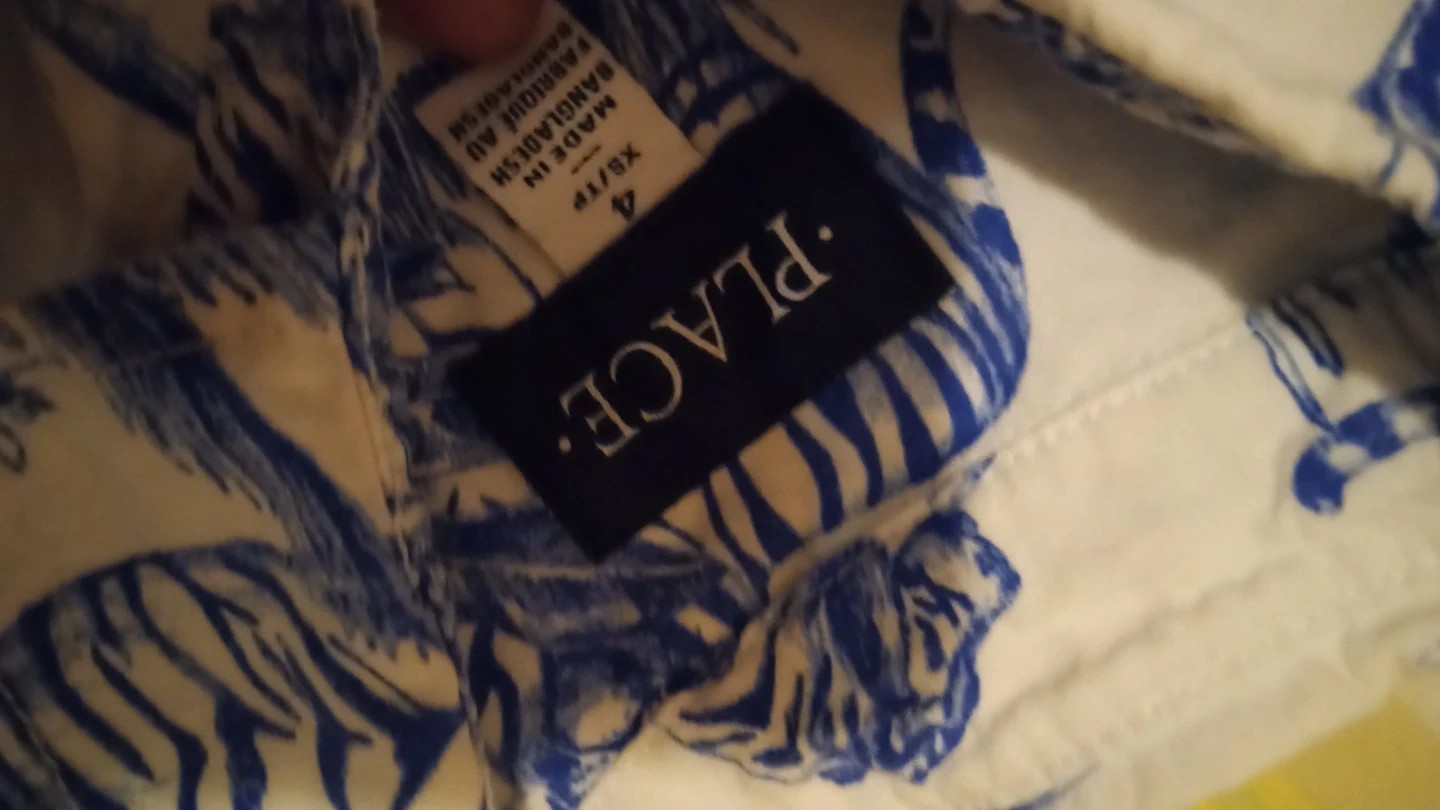 ·PLACE·
4
XS/TP
—
MADE IN
BANGLADESH
FABRIQUÉ AU
BANGLADESH